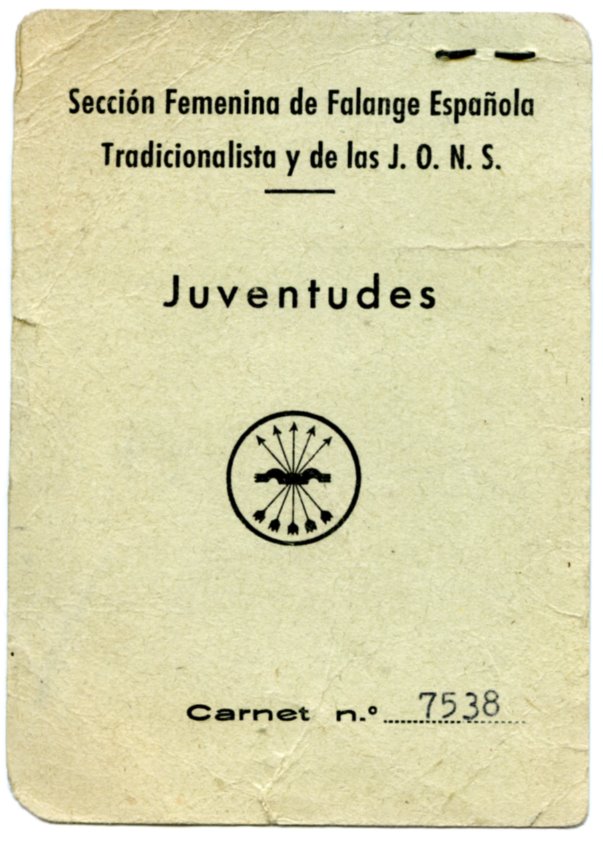 Sección Femenina de Falange Española
Tradicionalista y de las J. O. N. S.
Juventudes
Carnet n.º 7538